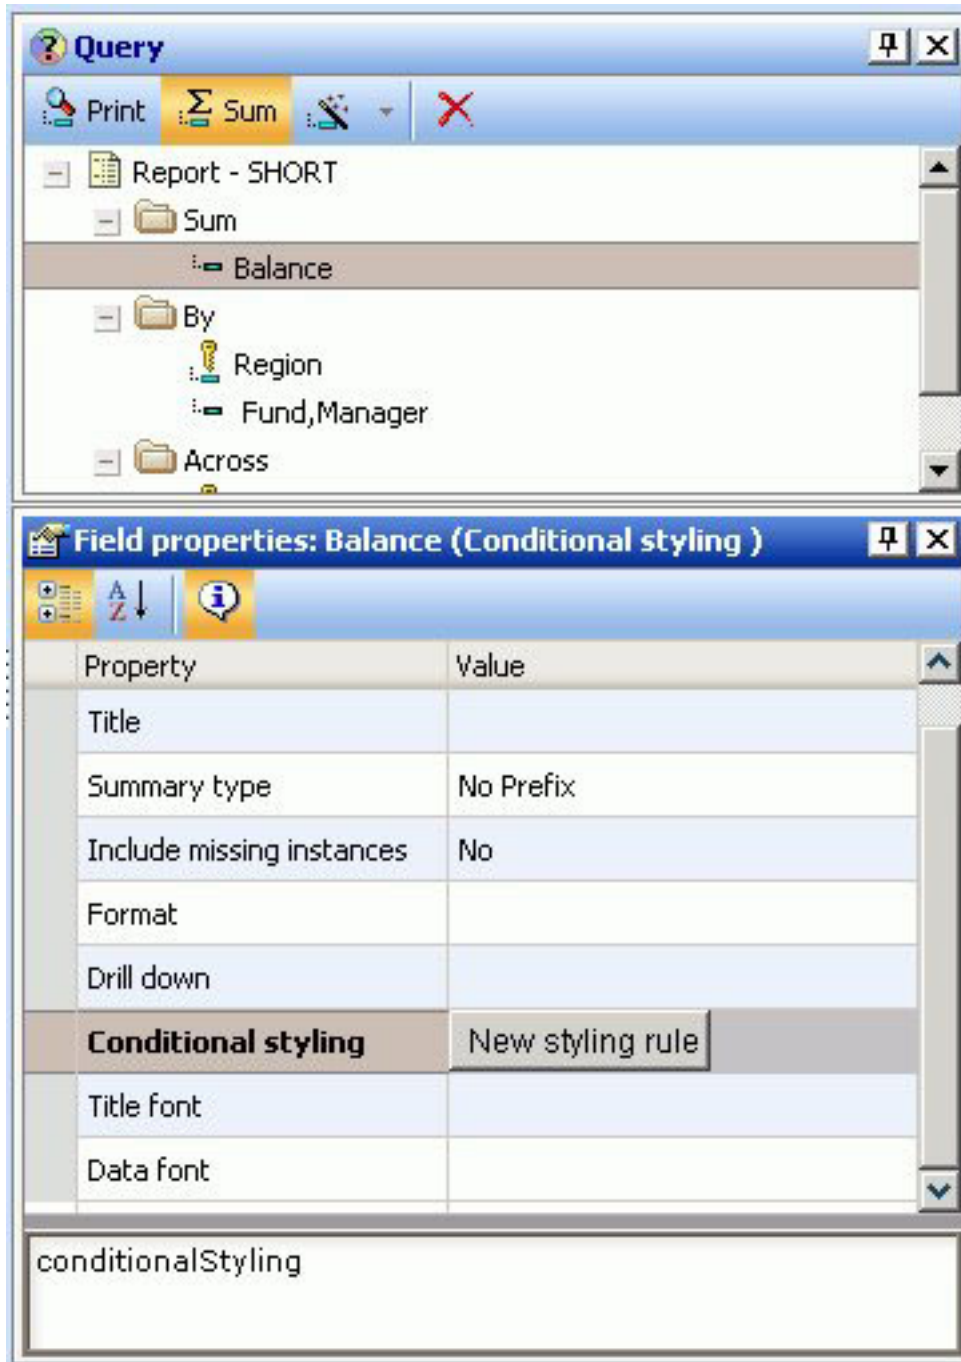 Query
Print Sum
Report - SHORT
Sum
Balance
By
Region
Fund,Manager
Across
Field properties: Balance (Conditional styling )
Property Value
Title
Summary type No Prefix
Include missing instances No
Format
Drill down
Conditional styling New styling rule
Title font
Data font
conditionalStyling